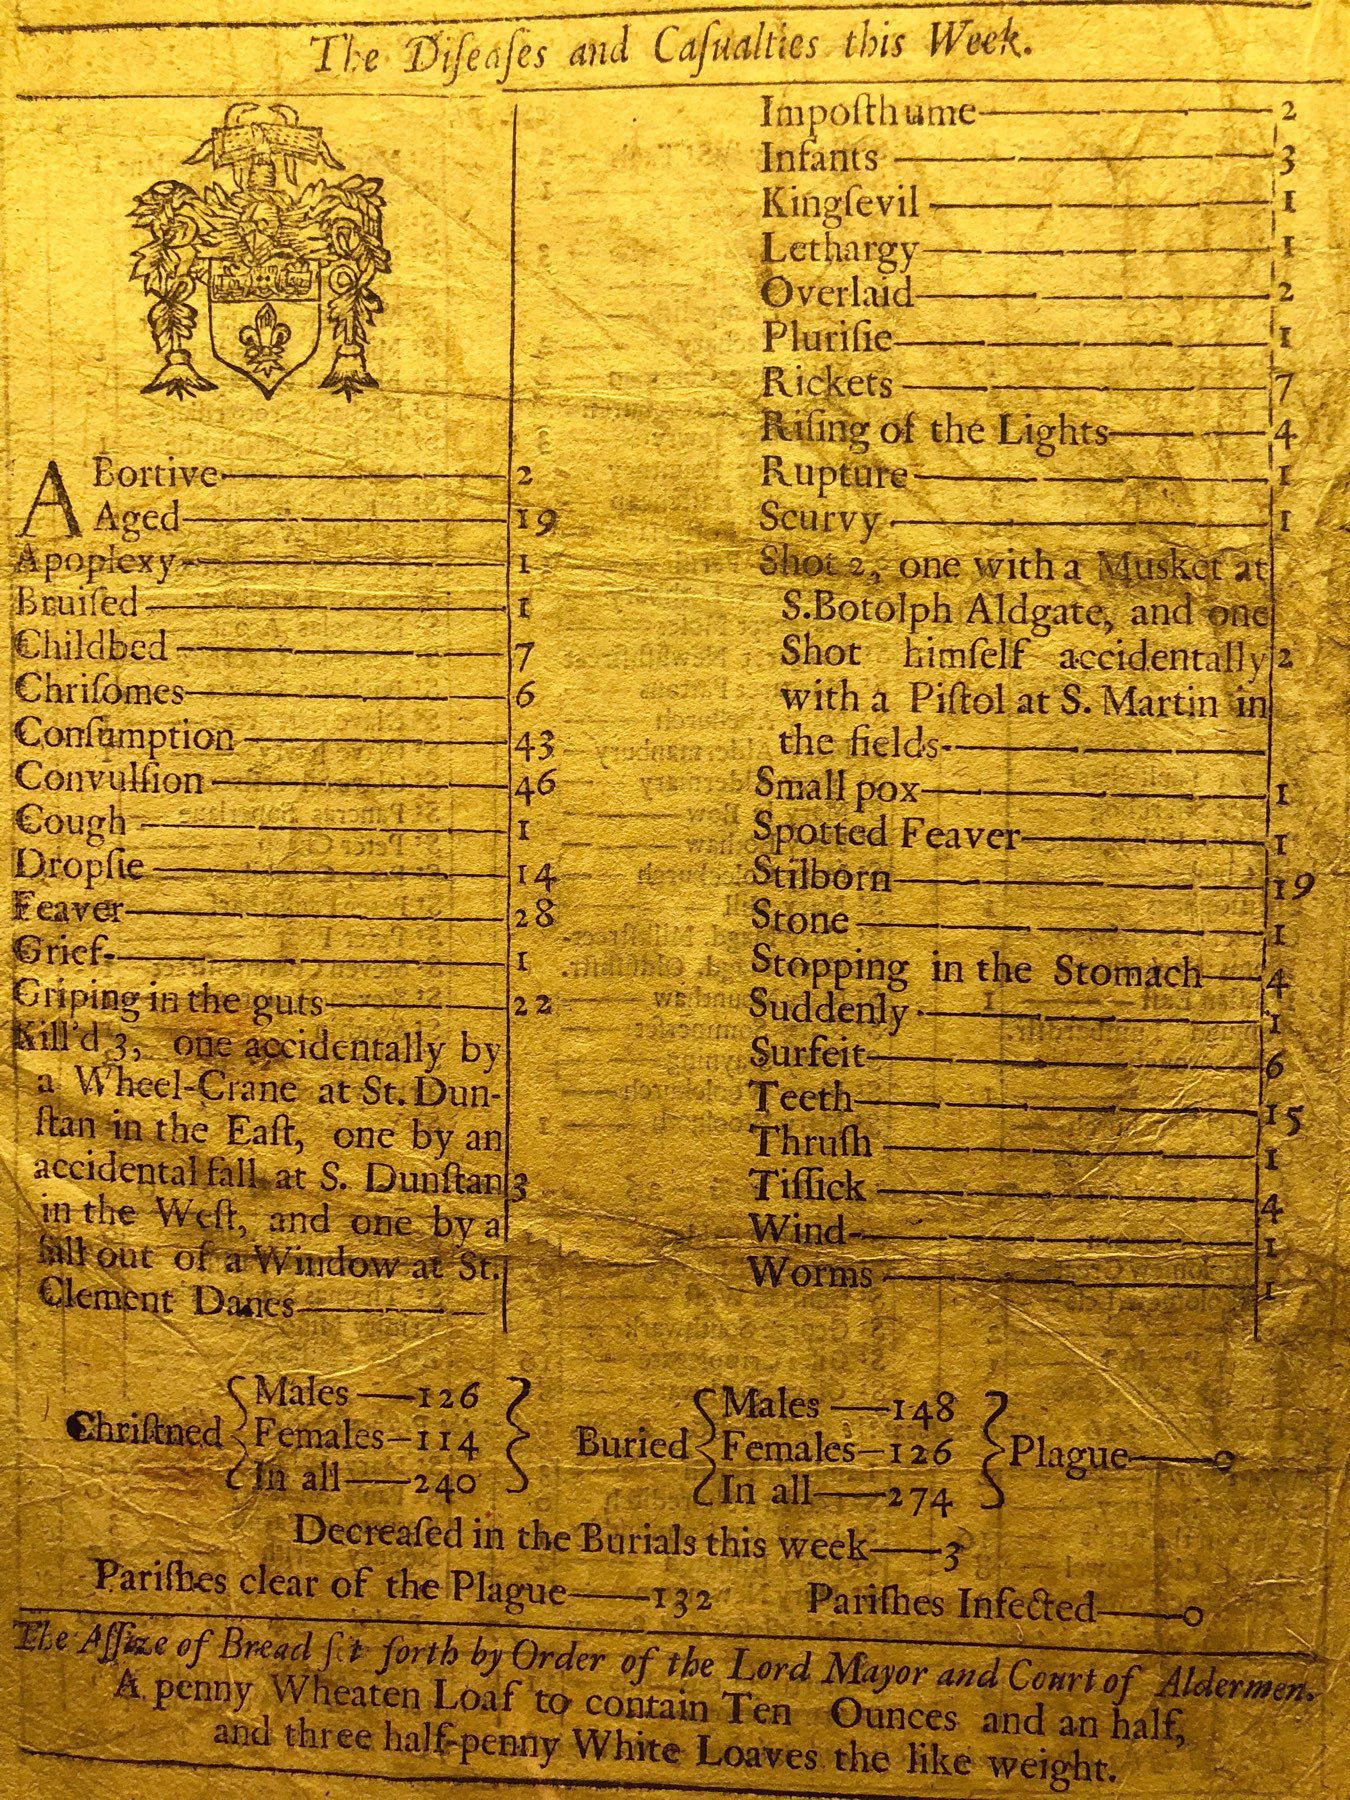 The Diſeaſes and Caſualties this Week.
ABortive 2
Aged 19
Apoplexy 1
Bruiſed 1
Childbed 7
Chriſomes 6
Conſumption 43
Convulſion 46
Cough 1
Dropſie 14
Feaver 28
Grief 1
Griping in the guts 22
Kill'd 3, one accidentally by
a Wheel-Crane at St. Dun-
ſtan in the Eaſt, one by an
accidental fall at S. Dunſtan 3
in the Weſt, and one by a
fall out of a Window at St.
Clement Danes
Impoſthume 2
Infants 3
Kingſevil 1
Lethargy 1
Overlaid 2
Pluriſie 1
Rickets 7
Riſing of the Lights 4
Rupture 1
Scurvy 1
Shot 2, one with a Musket at
S.Botolph Aldgate, and one
Shot himſelf accidentally 2
with a Piſtol at S. Martin in
the fields
Small pox 1
Spotted Feaver 1
Stilborn 19
Stone 1
Stopping in the Stomach 4
Suddenly 1
Surfeit 6
Teeth 15
Thruſh 1
Tiſſick 4
Wind 1
Worms 1
Chriſtned { Males —126 Females—114 In all—240 }
Buried { Males —148 Females—126 In all—274 } Plague—0
Decreaſed in the Burials this week—3
Pariſhes clear of the Plague—132 Pariſhes Infected—0
The Aſſize of Bread ſet forth by Order of the Lord Mayor and Court of Aldermen.
A penny Wheaten Loaf to contain Ten Ounces and an half,
and three half-penny White Loaves the like weight.